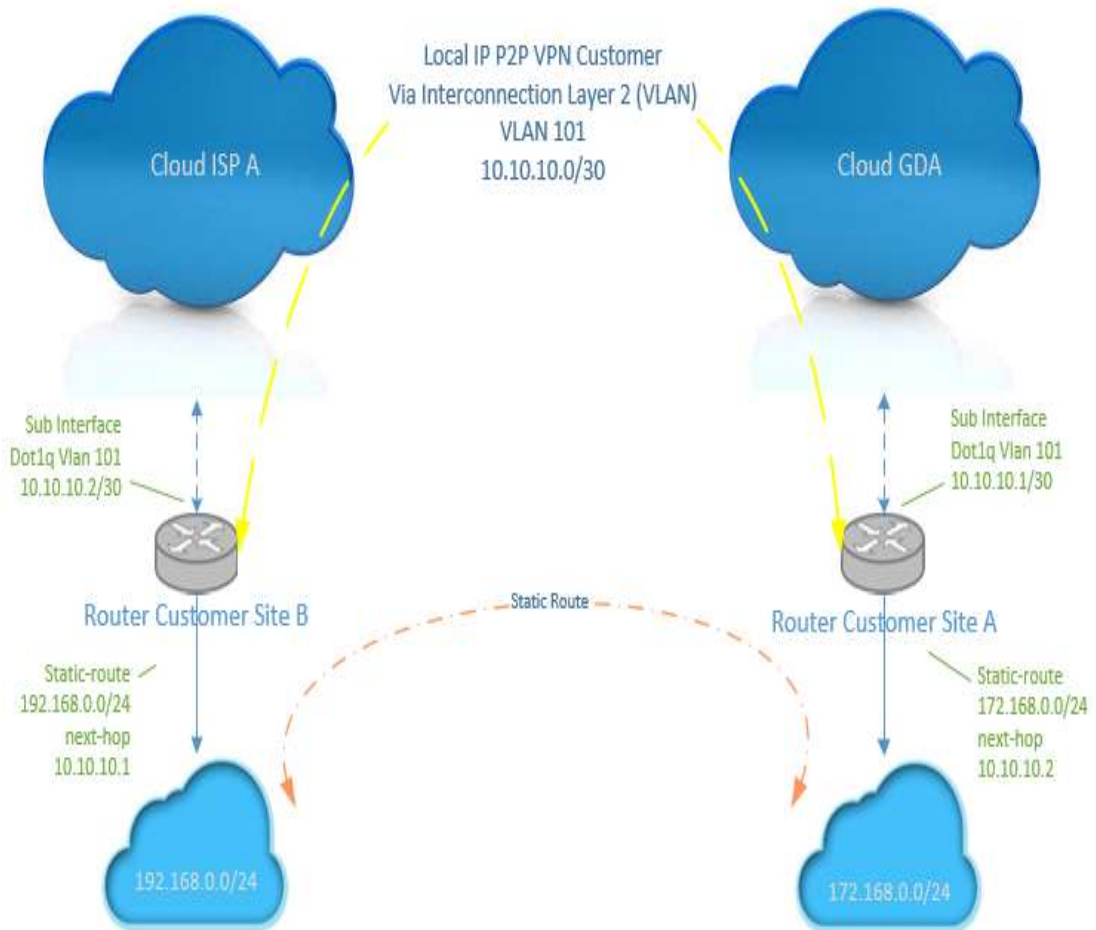 Local IP P2P VPN Customer
Via Interconnection Layer 2 (VLAN)
VLAN 101
10.10.10.0/30
Cloud ISP A
Cloud GDA
Sub Interface
Dot1q Vlan 101
10.10.10.2/30
Sub Interface
Dot1q Vlan 101
10.10.10.1/30
Router Customer Site B
Static Route
Router Customer Site A
Static-route
192.168.0.0/24
next-hop
10.10.10.1
Static-route
172.168.0.0/24
next-hop
10.10.10.2
192.168.0.0/24
172.168.0.0/24